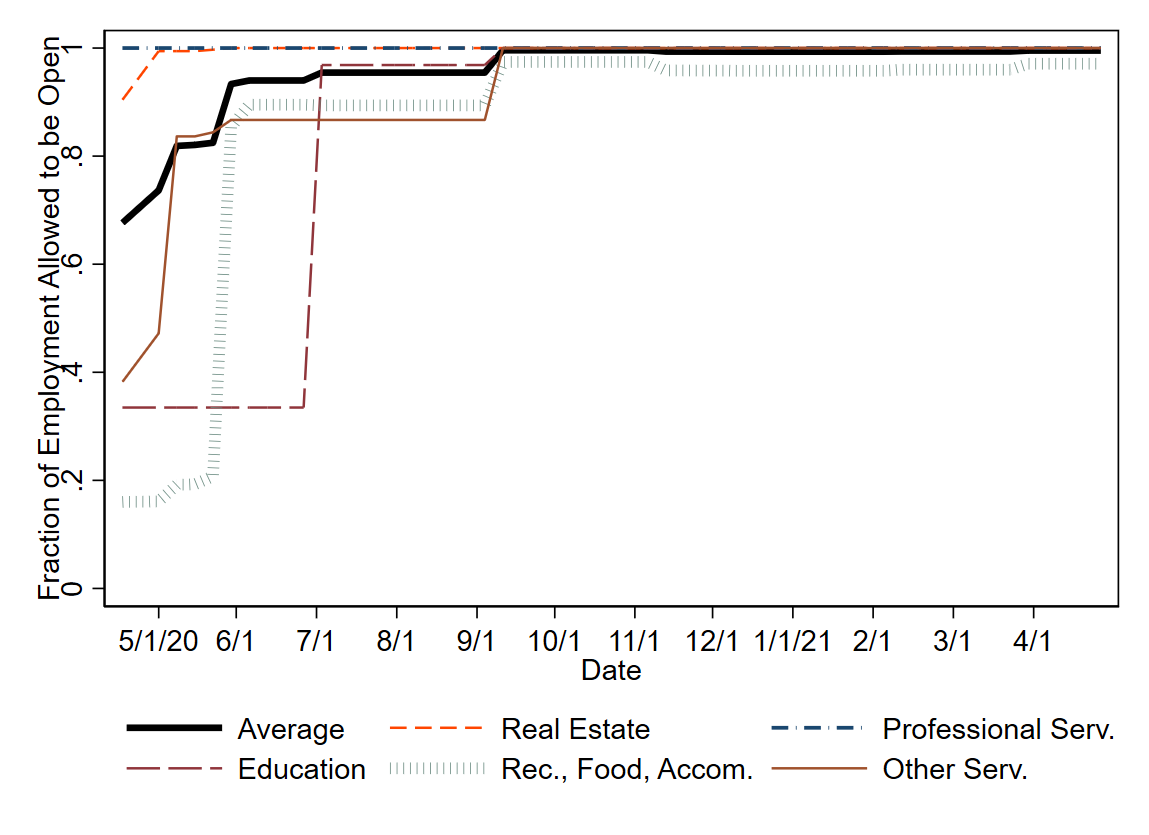 Fraction of Employment Allowed to be Open
1
.8
.6
.4
.2
0
5/1/20 6/1 7/1 8/1 9/1 10/1 11/1 12/1 1/1/21 2/1 3/1 4/1
Date
Average Real Estate Professional Serv.
Education Rec., Food, Accom. Other Serv.